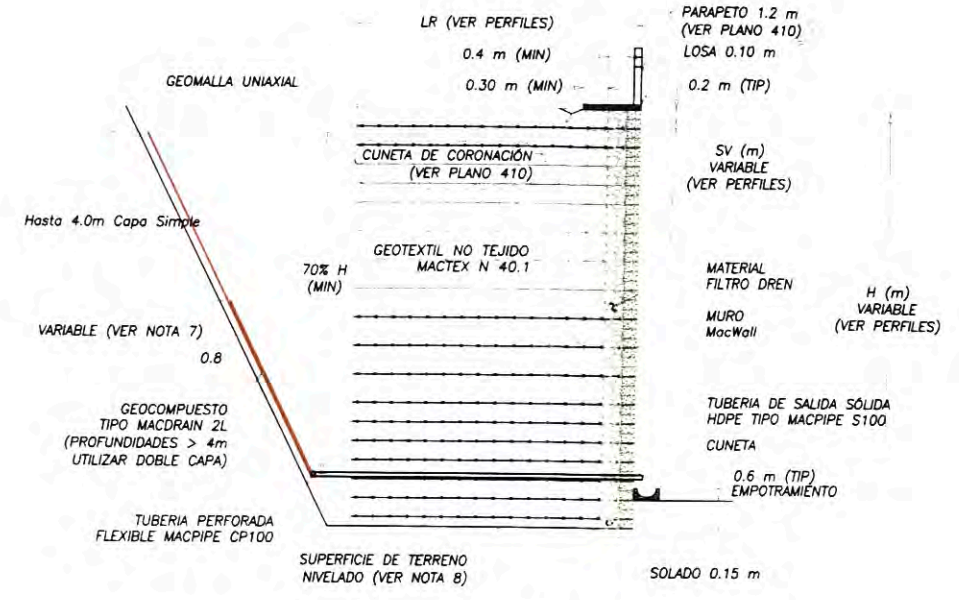 LR (VER PERFILES)
PARAPETO 1.2 m
(VER PLANO 410)
LOSA 0.10 m
0.4 m (MIN)
0.30 m (MIN)
0.2 m (TIP)
GEOMALLA UNIAXIAL
CUNETA DE CORONACIÓN
(VER PLANO 410)
SV (m)
VARIABLE
(VER PERFILES)
Hasta 4.0m Capa Simple
GEOTEXTIL NO TEJIDO
MACTEX N 40.1
70% H
(MIN)
MATERIAL
FILTRO DREN
MURO
MacWall
H (m)
VARIABLE
(VER PERFILES)
VARIABLE (VER NOTA 7)
0.8
GEOCOMPUESTO
TIPO MACDRAIN 2L
(PROFUNDIDADES > 4m
UTILIZAR DOBLE CAPA)
TUBERIA DE SALIDA SÓLIDA
HDPE TIPO MACPIPE S100
CUNETA
0.6 m (TIP)
EMPOTRAMIENTO
TUBERIA PERFORADA
FLEXIBLE MACPIPE CP100
SUPERFICIE DE TERRENO
NIVELADO (VER NOTA 8)
SOLADO 0.15 m